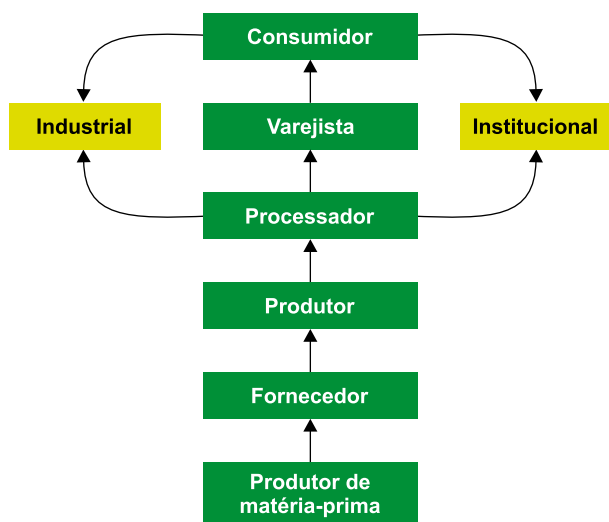 Consumidor
Industrial
Varejista
Institucional
Processador
Produtor
Fornecedor
Produtor de
matéria-prima